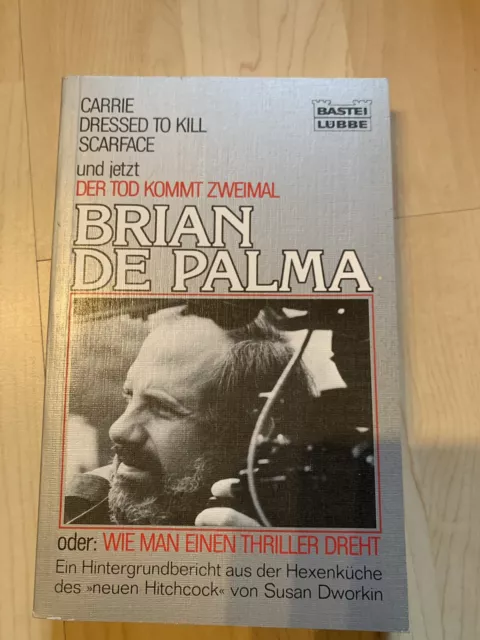 CARRIE
DRESSED TO KILL
SCARFACE
und jetzt
DER TOD KOMMT ZWEIMAL
BASTEI
LÜBBE
BRIAN
DE PALMA
oder: WIE MAN EINEN THRILLER DREHT
Ein Hintergrundbericht aus der Hexenküche
des »neuen Hitchcock« von Susan Dworkin